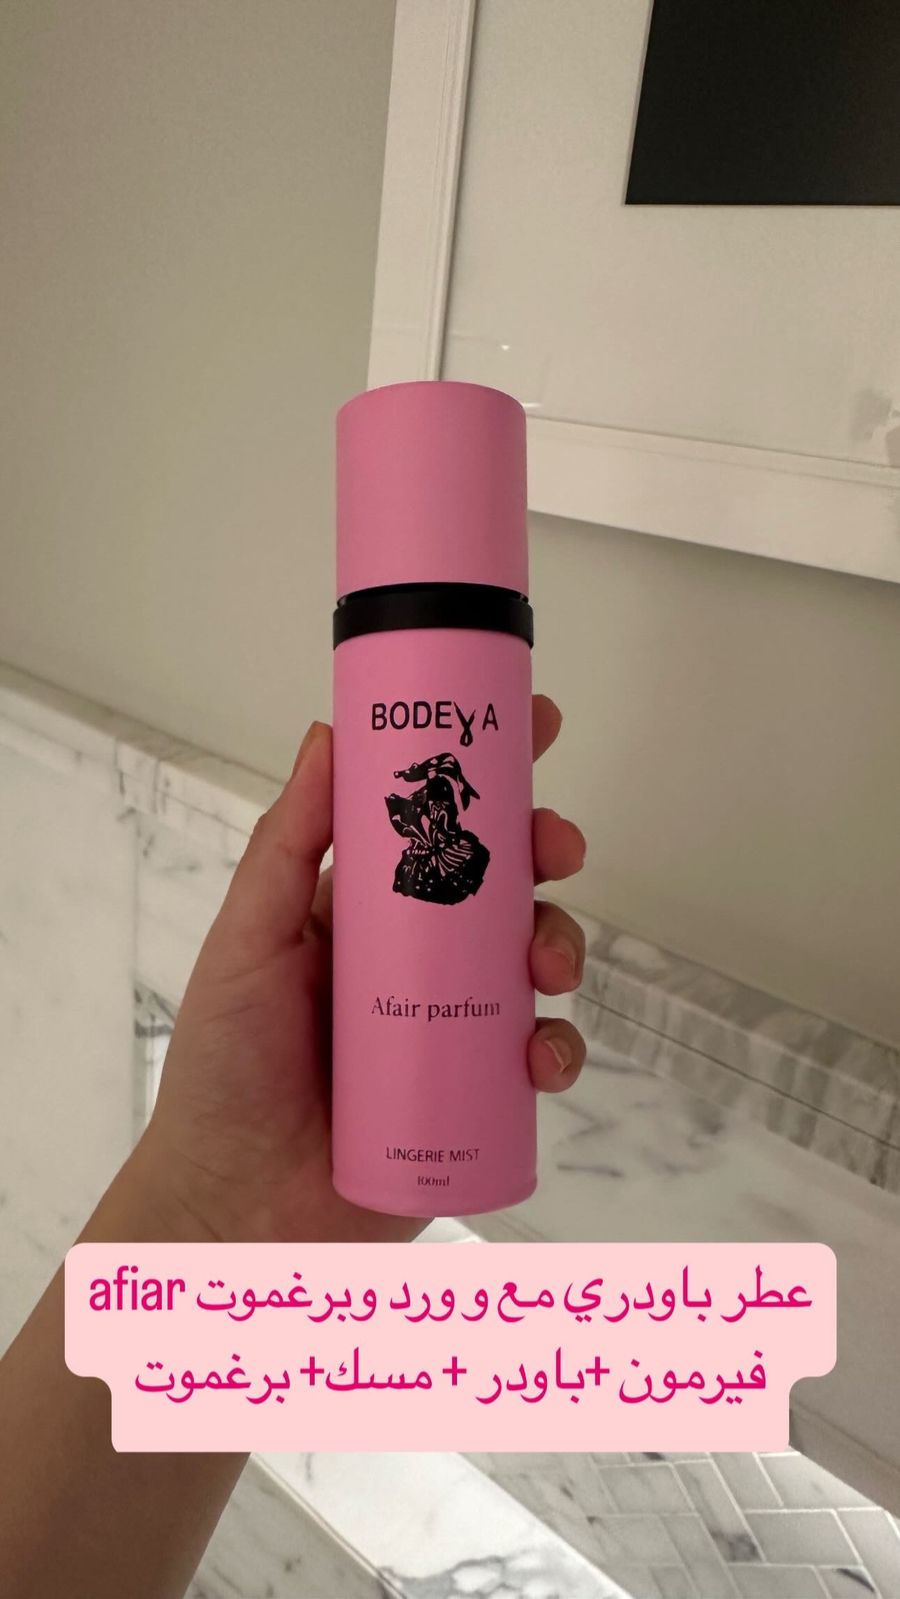 BODEYA
Afair parfum
LINGERIE MIST
100ml
عطر باودري مع و ورد وبرغموت afiar
فيرمون +باودر + مسك+ برغموت